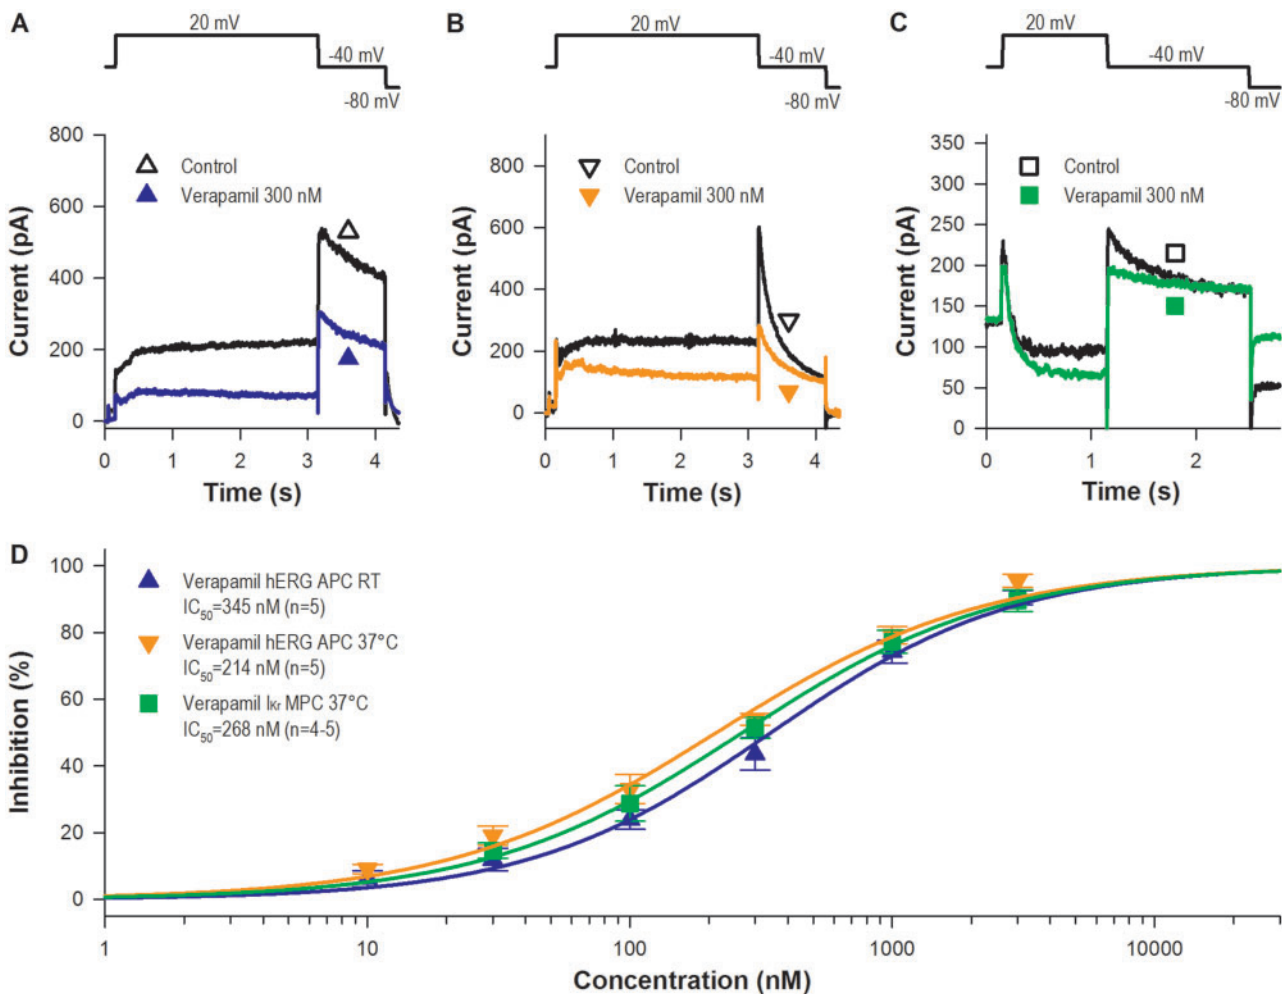 A
20 mV
-40 mV
-80 mV
800
600
400
200
0
Current (pA)
Control
Verapamil 300 nM
0 1 2 3 4
Time (s)
B
20 mV
-40 mV
-80 mV
800
600
400
200
0
Current (pA)
Control
Verapamil 300 nM
0 1 2 3 4
Time (s)
C
20 mV
-40 mV
-80 mV
350
300
250
200
150
100
50
0
Current (pA)
Control
Verapamil 300 nM
0 1 2
Time (s)
D
100
80
60
40
20
0
Inhibition (%)
Verapamil hERG APC RT
IC₅₀=345 nM (n=5)
Verapamil hERG APC 37°C
IC₅₀=214 nM (n=5)
Verapamil Iₖᵣ MPC 37°C
IC₅₀=268 nM (n=4-5)
1 10 100 1000 10000
Concentration (nM)